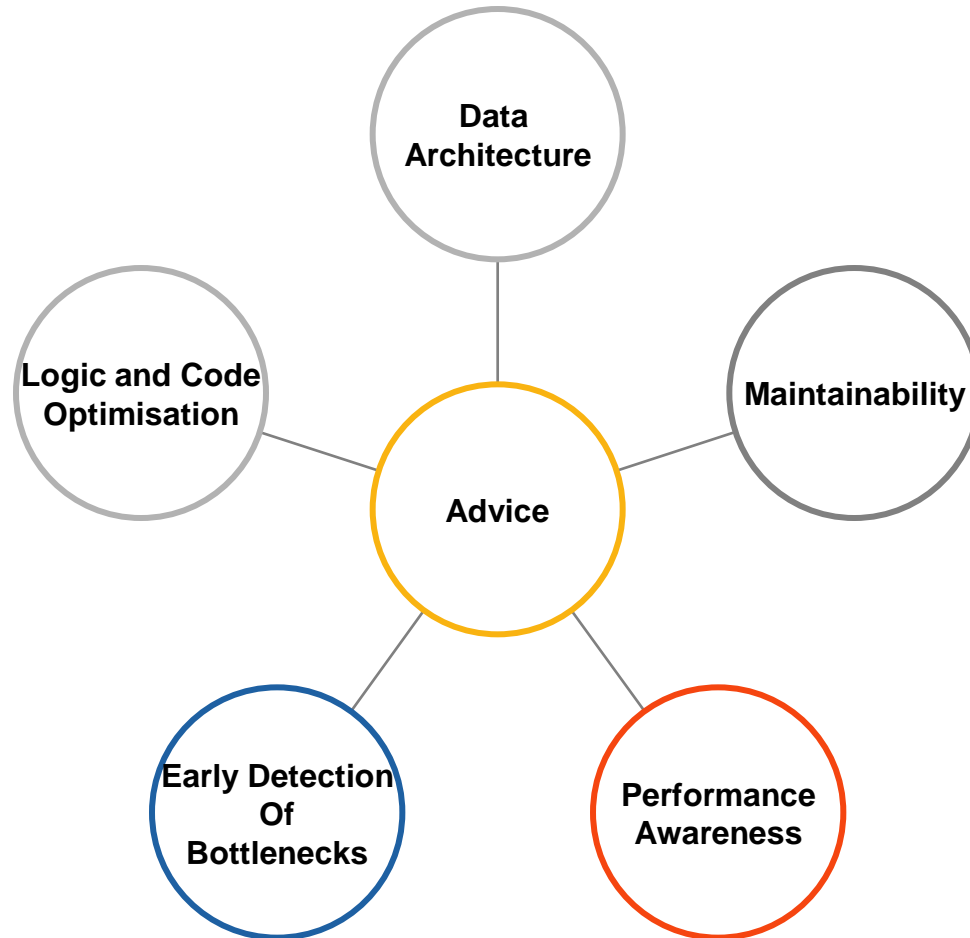 Data
Architecture
Logic and Code
Optimisation
Maintainability
Advice
Early Detection
Of
Bottlenecks
Performance
Awareness